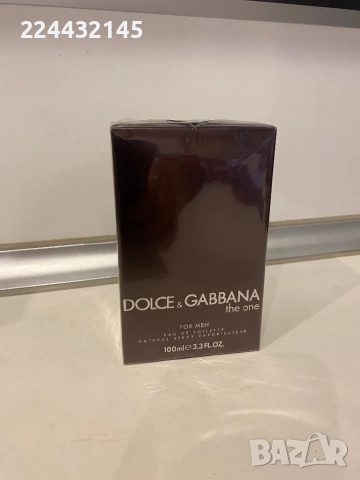 224432145
DOLCE & GABBANA
the one
FOR MEN
EAU DE TOILETTE
NATURAL SPRAY VAPORISATEUR
100ml ℮ 3.3 FL.OZ.
BAZAR